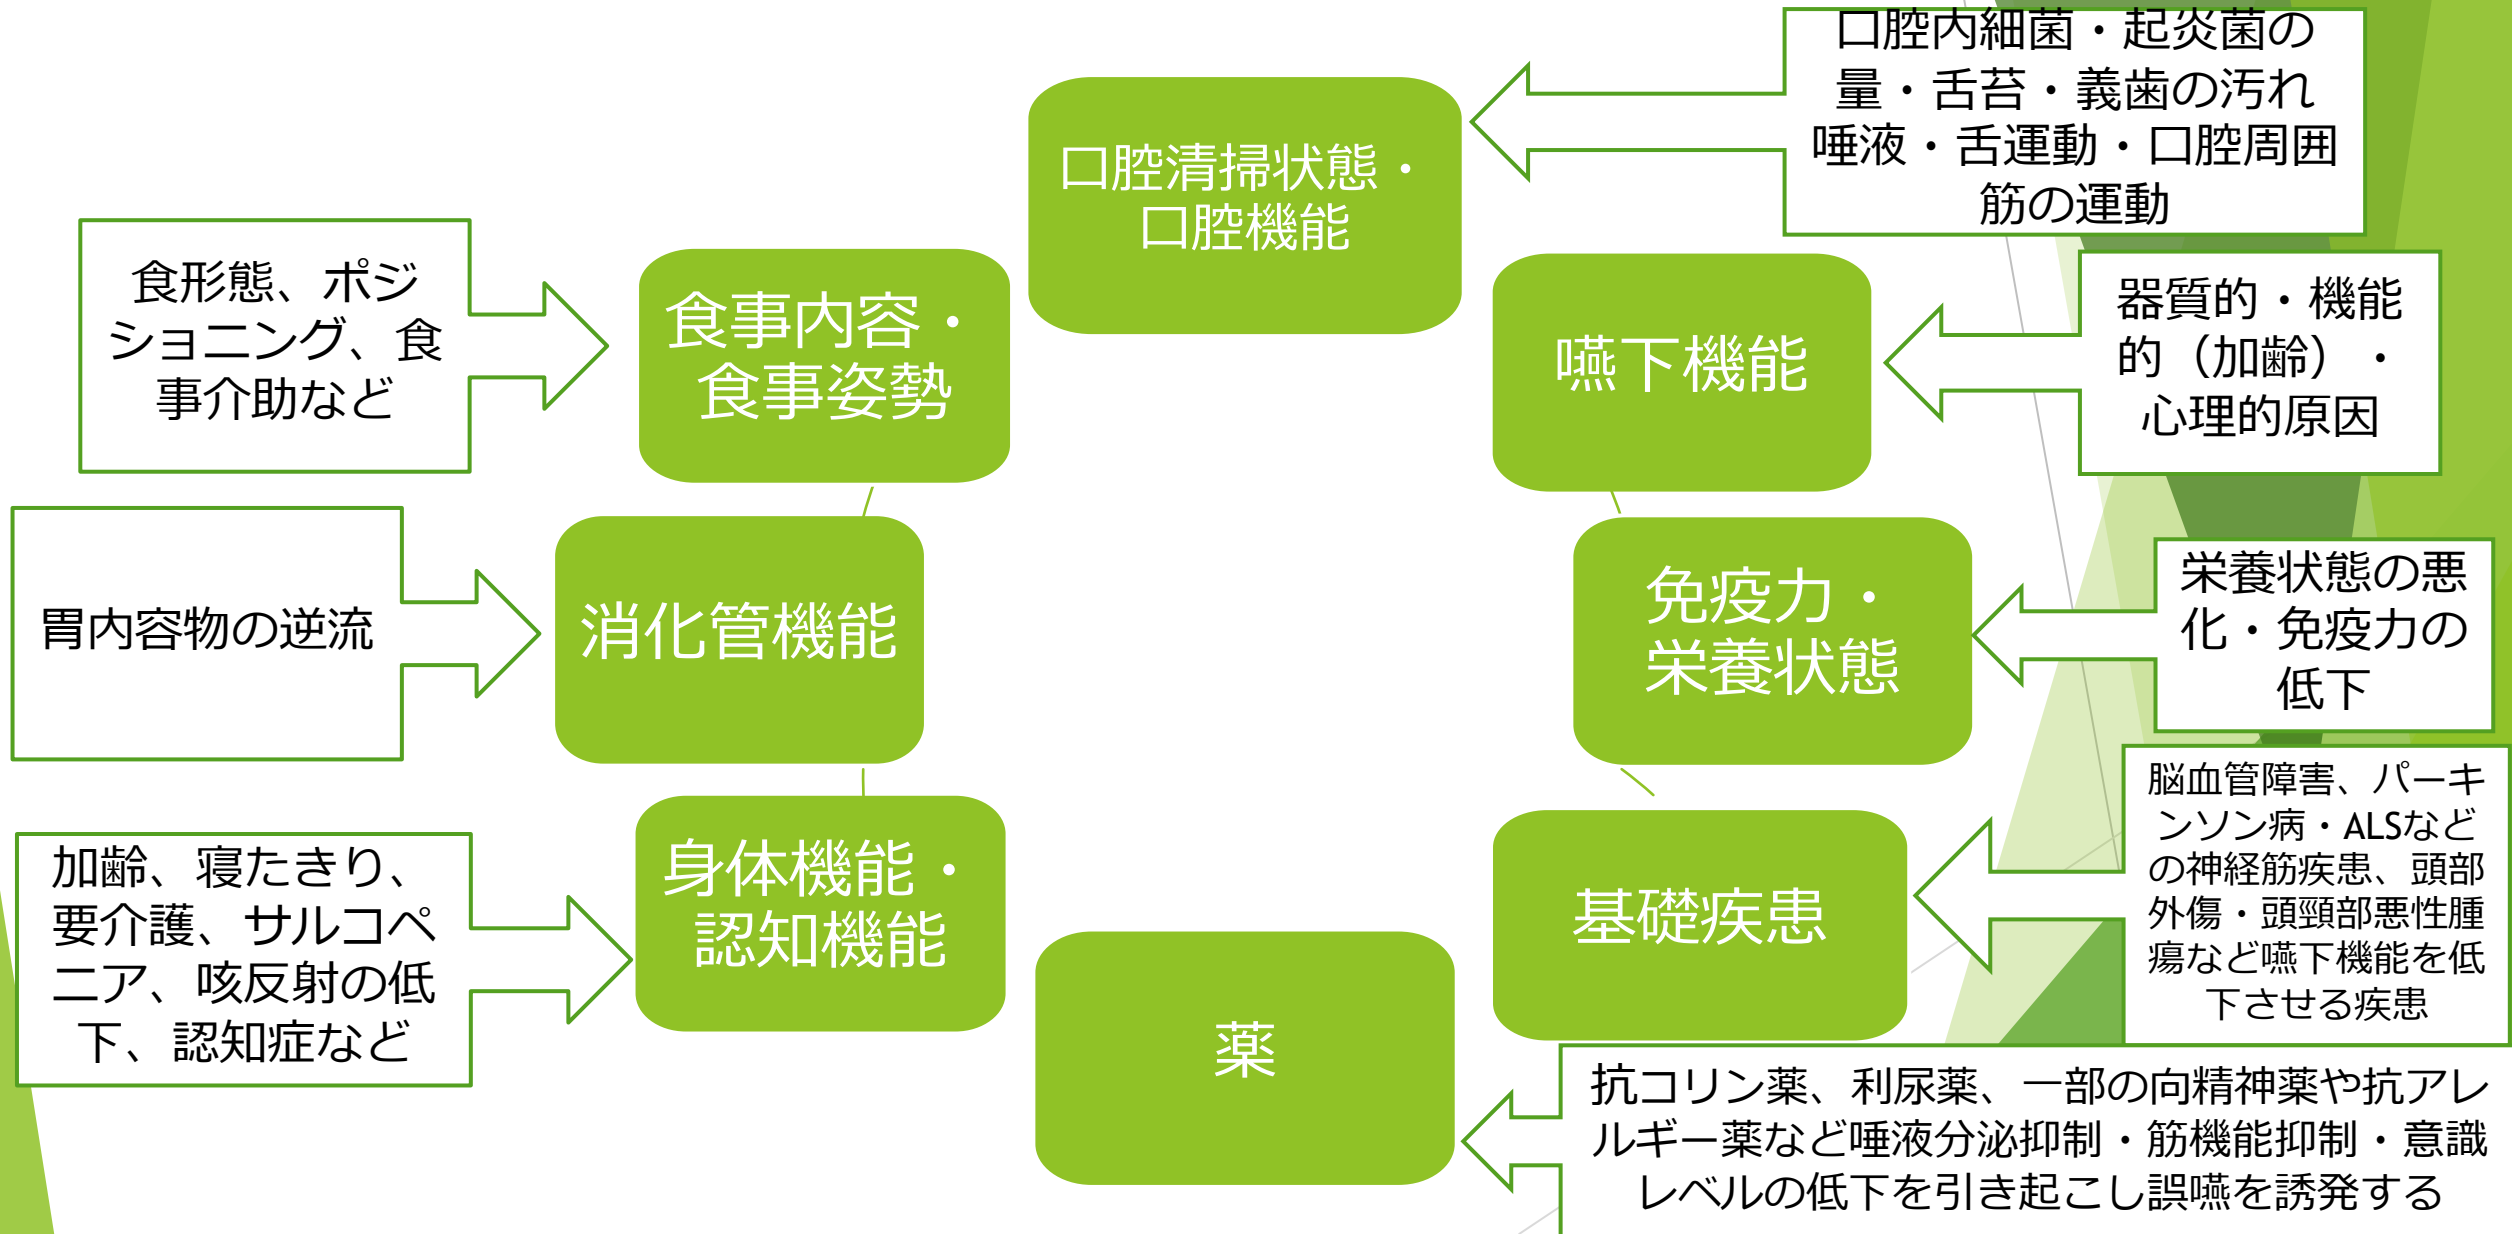 口腔内細菌・起炎菌の
量・舌苔・義歯の汚れ
唾液・舌運動・口腔周囲
筋の運動
口腔清掃状態・
口腔機能
食形態、ポジ
ショニング、食
事介助など
食事内容・
食事姿勢
嚥下機能
器質的・機能
的（加齢）・
心理的原因
胃内容物の逆流
消化管機能
免疫力・
栄養状態
栄養状態の悪
化・免疫力の
低下
加齢、寝たきり、
要介護、サルコペ
ニア、咳反射の低
下、認知症など
身体機能・
認知機能
基礎疾患
脳血管障害、パーキ
ンソン病・ALSなど
の神経筋疾患、頭部
外傷・頭頸部悪性腫
瘍など嚥下機能を低
下させる疾患
薬
抗コリン薬、利尿薬、一部の向精神薬や抗アレ
ルギー薬など唾液分泌抑制・筋機能抑制・意識
レベルの低下を引き起こし誤嚥を誘発する